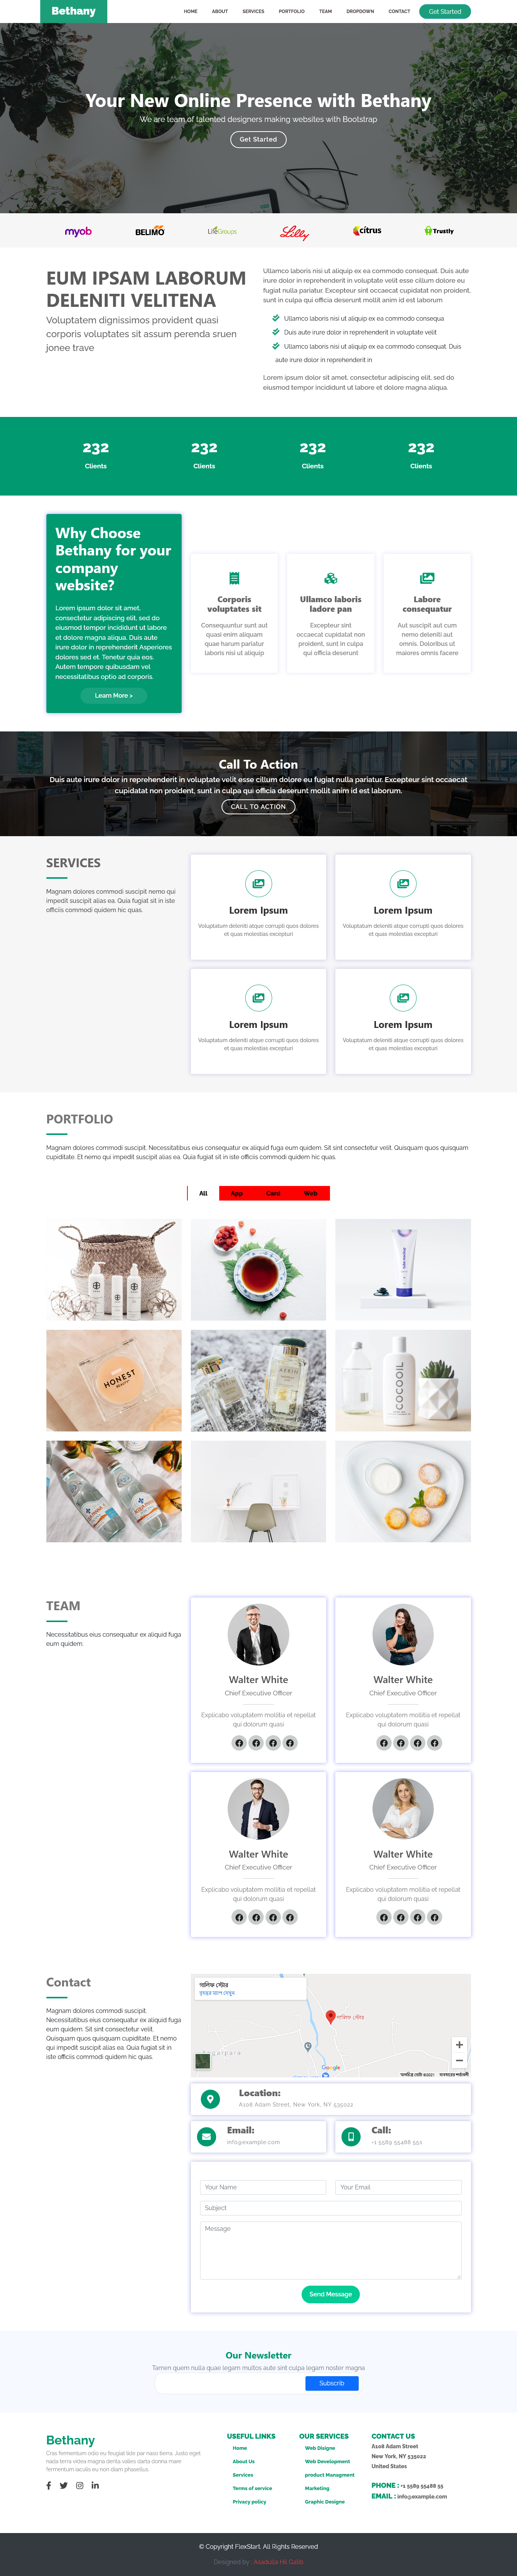 Bethany
HOME ABOUT SERVICES PORTFOLIO TEAM DROPDOWN CONTACT Get Started
Your New Online Presence with Bethany
We are team of talented designers making websites with Bootstrap
Get Started
myob BELIMO LifeGroups Lilly citrus Trustly
EUM IPSAM LABORUM
DELENITI VELITENA
Voluptatem dignissimos provident quasi
corporis voluptates sit assum perenda sruen
jonee trave
Ullamco laboris nisi ut aliquip ex ea commodo consequat. Duis aute
irure dolor in reprehenderit in voluptate velit esse cillum dolore eu
fugiat nulla pariatur. Excepteur sint occaecat cupidatat non proident,
sunt in culpa qui officia deserunt mollit anim id est laborum
Ullamco laboris nisi ut aliquip ex ea commodo consequa
Duis aute irure dolor in reprehenderit in voluptate velit
Ullamco laboris nisi ut aliquip ex ea commodo consequat. Duis
aute irure dolor in reprehenderit in
Lorem ipsum dolor sit amet, consectetur adipiscing elit, sed do
eiusmod tempor incididunt ut labore et dolore magna aliqua.
232 232 232 232
Clients Clients Clients Clients
Why Choose
Bethany for your
company
website?
Lorem ipsum dolor sit amet,
consectetur adipiscing elit, sed do
eiusmod tempor incididunt ut labore
et dolore magna aliqua. Duis aute
irure dolor in reprehenderit Asperiores
dolores sed et. Tenetur quia eos.
Autem tempore quibusdam vel
necessitatibus optio ad corporis.
Learn More >
Corporis
voluptates sit
Consequuntur sunt aut
quasi enim aliquam
quae harum pariatur
laboris nisi ut aliquip
Ullamco laboris
ladore pan
Excepteur sint
occaecat cupidatat non
proident, sunt in culpa
qui officia deserunt
Labore
consequatur
Aut suscipit aut cum
nemo deleniti aut
omnis. Doloribus ut
maiores omnis facere
Call To Action
Duis aute irure dolor in reprehenderit in voluptate velit esse cillum dolore eu fugiat nulla pariatur. Excepteur sint occaecat
cupidatat non proident, sunt in culpa qui officia deserunt mollit anim id est laborum.
CALL TO ACTION
SERVICES
Magnam dolores commodi suscipit nemo qui
impedit suscipit alias ea. Quia fugiat sit in iste
officiis commodi quidem hic quas.
Lorem Ipsum
Voluptatum deleniti atque corrupti quos dolores
et quas molestias excepturi
Lorem Ipsum
Voluptatum deleniti atque corrupti quos dolores
et quas molestias excepturi
Lorem Ipsum
Voluptatum deleniti atque corrupti quos dolores
et quas molestias excepturi
Lorem Ipsum
Voluptatum deleniti atque corrupti quos dolores
et quas molestias excepturi
PORTFOLIO
Magnam dolores commodi suscipit. Necessitatibus eius consequatur ex aliquid fuga eum quidem. Sit sint consectetur velit. Quisquam quos quisquam
cupiditate. Et nemo qui impedit suscipit alias ea. Quia fugiat sit in iste officiis commodi quidem hic quas.
All App Card Web
HONEST
COCOOIL
TEAM
Necessitatibus eius consequatur ex aliquid fuga
eum quidem.
Walter White
Chief Executive Officer
Explicabo voluptatem mollitia et repellat
qui dolorum quasi
Walter White
Chief Executive Officer
Explicabo voluptatem mollitia et repellat
qui dolorum quasi
Walter White
Chief Executive Officer
Explicabo voluptatem mollitia et repellat
qui dolorum quasi
Walter White
Chief Executive Officer
Explicabo voluptatem mollitia et repellat
qui dolorum quasi
Contact
Magnam dolores commodi suscipit.
Necessitatibus eius consequatur ex aliquid fuga
eum quidem. Sit sint consectetur velit.
Quisquam quos quisquam cupiditate. Et nemo
qui impedit suscipit alias ea. Quia fugiat sit in
iste officiis commodi quidem hic quas.
Google
Location:
A108 Adam Street, New York, NY 535022
Email:
info@example.com
Call:
+1 5589 55488 551
Your Name
Your Email
Subject
Message
Send Message
Our Newsletter
Tamen quem nulla quae legam multos aute sint culpa legam noster magna
Subscrib
Bethany
Cras fermentum odio eu feugiat lide par naso tierra. Justo eget
nada terra videa magna derita valies darta donna mare
fermentum iaculis eu non diam phasellus.
USEFUL LINKS
Home
About Us
Services
Terms of service
Privacy policy
OUR SERVICES
Web Disigne
Web Development
product Managment
Marketing
Graphic Designe
CONTACT US
A108 Adam Street
New York, NY 535022
United States
PHONE : +1 5589 55488 55
EMAIL : info@example.com
© Copyright FlexStart. All Rights Reserved
Designed by :